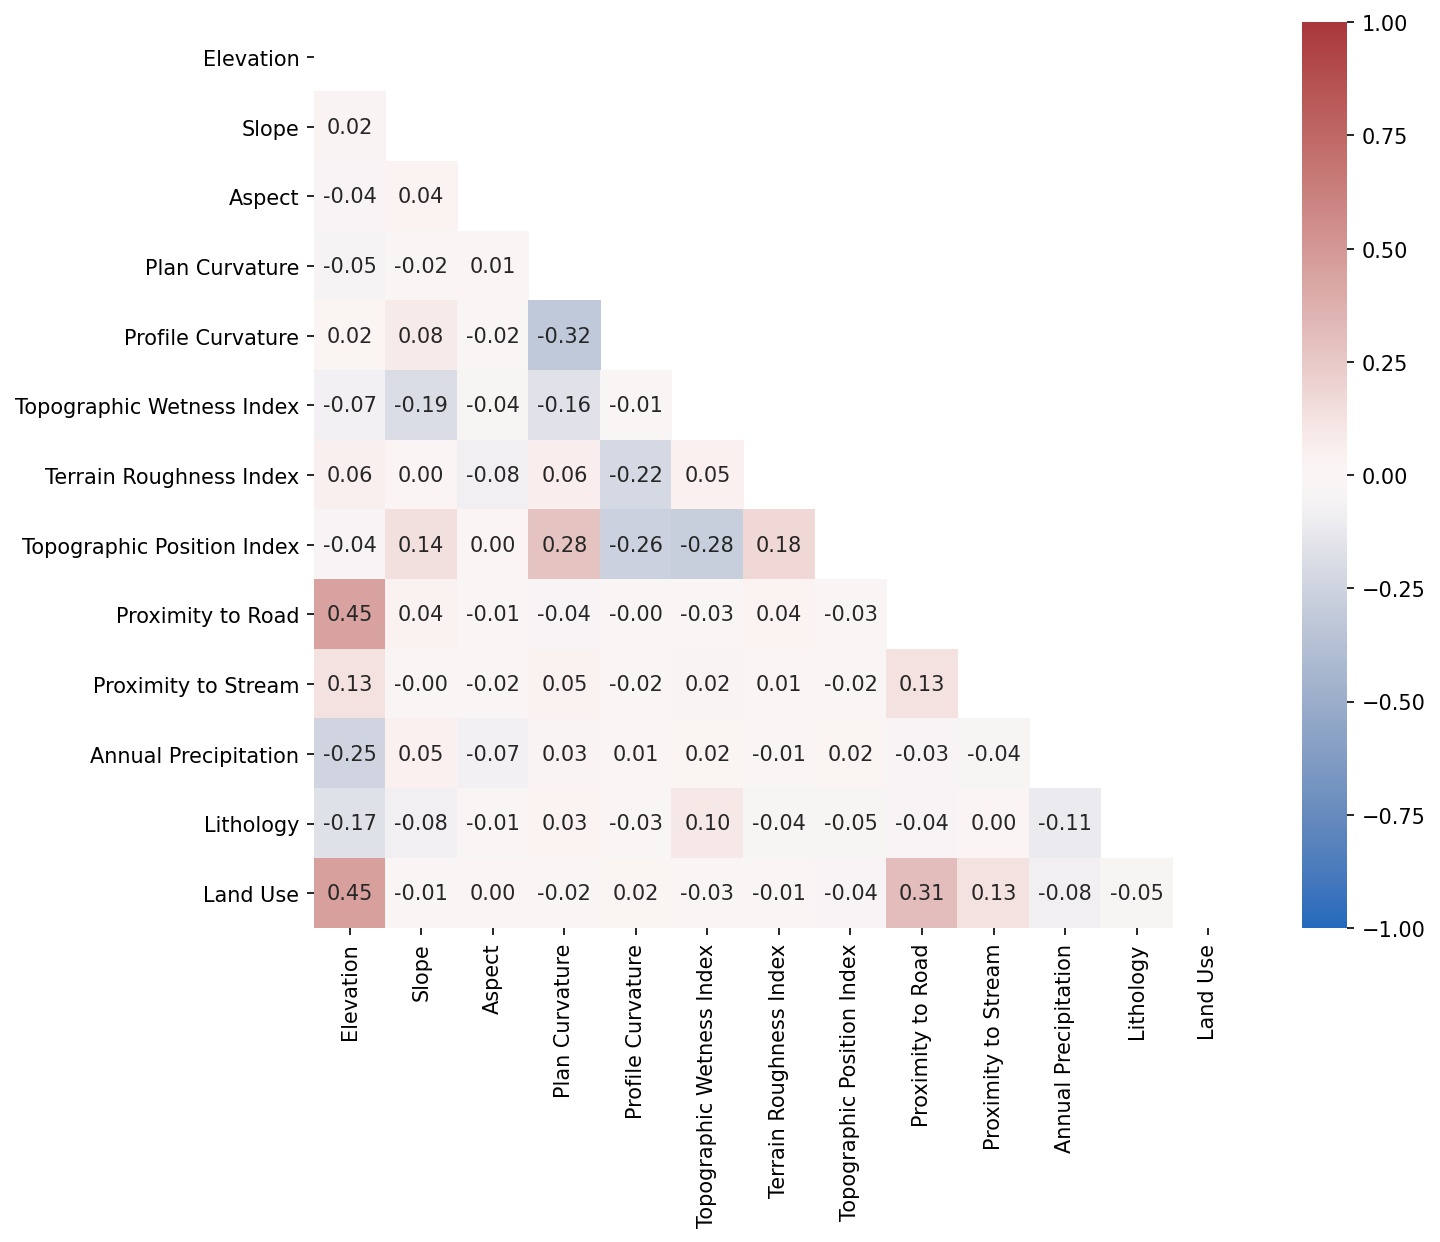 Elevation
Slope 0.02
Aspect -0.04 0.04
Plan Curvature -0.05 -0.02 0.01
Profile Curvature 0.02 0.08 -0.02 -0.32
Topographic Wetness Index -0.07 -0.19 -0.04 -0.16 -0.01
Terrain Roughness Index 0.06 0.00 -0.08 0.06 -0.22 0.05
Topographic Position Index -0.04 0.14 0.00 0.28 -0.26 -0.28 0.18
Proximity to Road 0.45 0.04 -0.01 -0.04 -0.00 -0.03 0.04 -0.03
Proximity to Stream 0.13 -0.00 -0.02 0.05 -0.02 0.02 0.01 -0.02 0.13
Annual Precipitation -0.25 0.05 -0.07 0.03 0.01 0.02 -0.01 0.02 -0.03 -0.04
Lithology -0.17 -0.08 -0.01 0.03 -0.03 0.10 -0.04 -0.05 -0.04 0.00 -0.11
Land Use 0.45 -0.01 0.00 -0.02 0.02 -0.03 -0.01 -0.04 0.31 0.13 -0.08 -0.05
Elevation
Slope
Aspect
Plan Curvature
Profile Curvature
Topographic Wetness Index
Terrain Roughness Index
Topographic Position Index
Proximity to Road
Proximity to Stream
Annual Precipitation
Lithology
Land Use
1.00
0.75
0.50
0.25
0.00
−0.25
−0.50
−0.75
−1.00